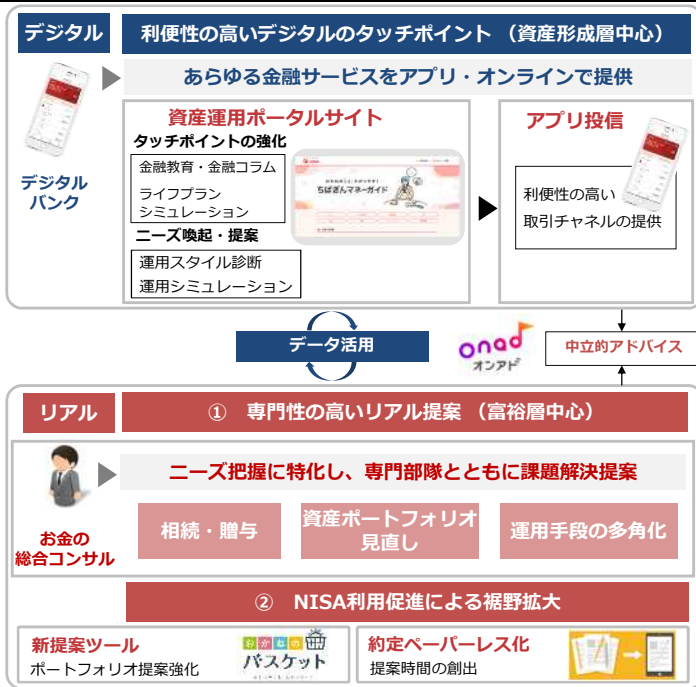 デジタル
利便性の高いデジタルのタッチポイント （資産形成層中心）
あらゆる金融サービスをアプリ・オンラインで提供
デジタル
バンク
資産運用ポータルサイト
タッチポイントの強化
金融教育・金融コラム
ライフプラン
シミュレーション
ニーズ喚起・提案
運用スタイル診断
運用シミュレーション
ちばぎんマネーガイド
アプリ投信
利便性の高い
取引チャネルの提供
データ活用
onad
オンアド
中立的アドバイス
リアル
① 専門性の高いリアル提案 （富裕層中心）
お金の
総合コンサル
ニーズ把握に特化し、専門部隊とともに課題解決提案
相続・贈与
資産ポートフォリオ
見直し
運用手段の多角化
② NISA利用促進による裾野拡大
新提案ツール
ポートフォリオ提案強化
おかねの
バスケット
約定ペーパーレス化
提案時間の創出